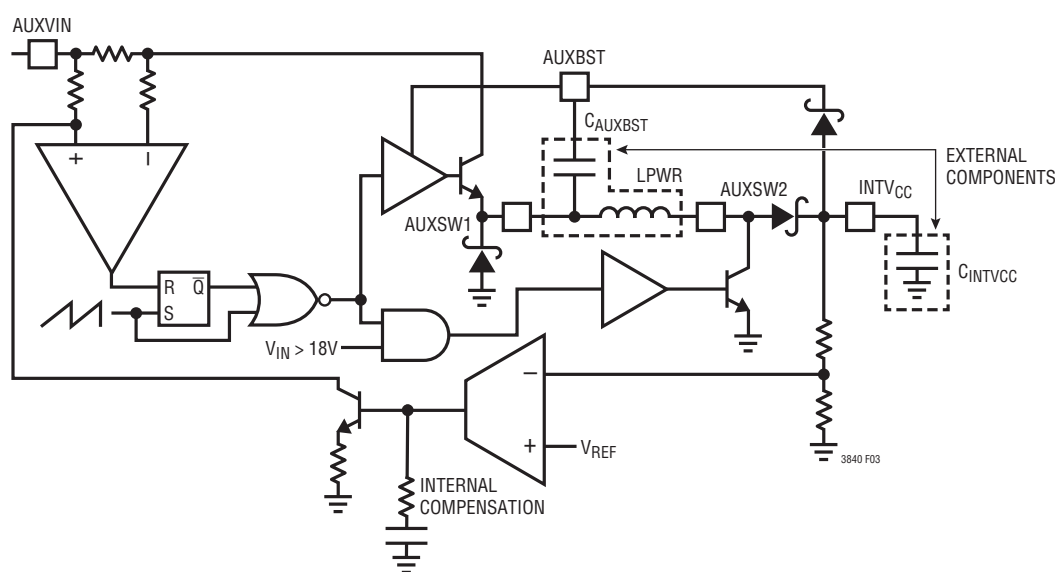 AUXVIN
AUXBST
C_AUXBST
EXTERNAL
COMPONENTS
LPWR
AUXSW2
INTV_CC
AUXSW1
+
–
C_INTVCC
R
Q̅
S
V_IN > 18V
–
+
V_REF
3840 F03
INTERNAL
COMPENSATION